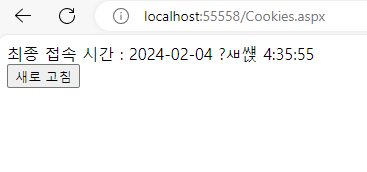 localhost:55558/Cookies.aspx
최종 접속 시간 : 2024-02-04 4:35:55
새로 고침